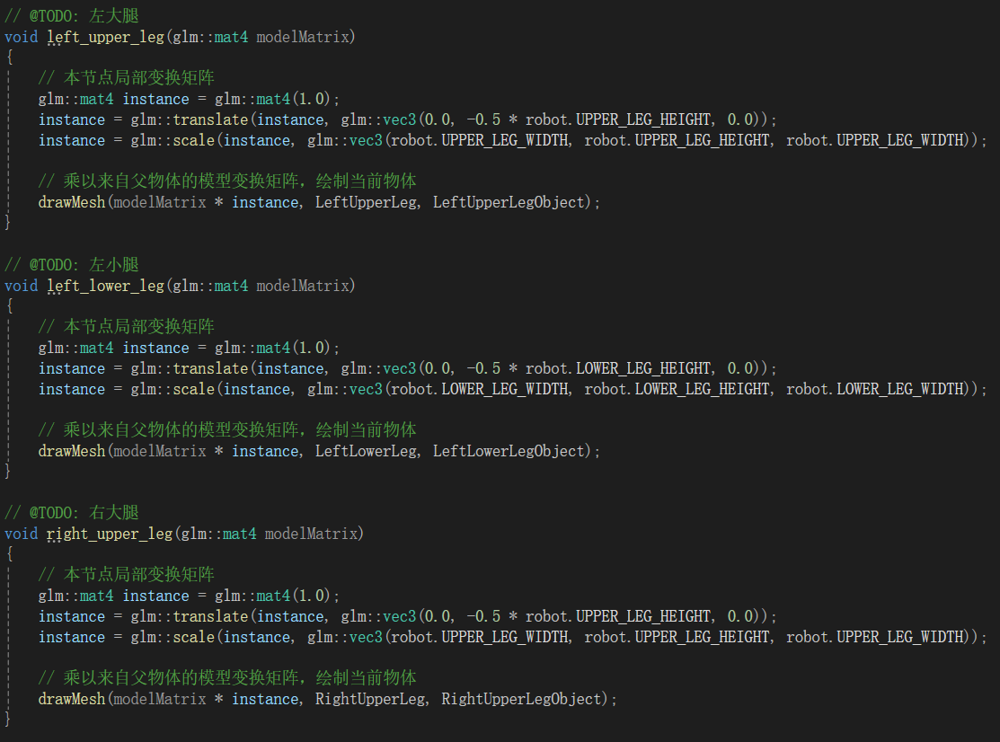 // @TODO: 左大腿
void left_upper_leg(glm::mat4 modelMatrix)
{
// 本节点局部变换矩阵
glm::mat4 instance = glm::mat4(1.0);
instance = glm::translate(instance, glm::vec3(0.0, -0.5 * robot.UPPER_LEG_HEIGHT, 0.0));
instance = glm::scale(instance, glm::vec3(robot.UPPER_LEG_WIDTH, robot.UPPER_LEG_HEIGHT, robot.UPPER_LEG_WIDTH));
// 乘以来自父物体的模型变换矩阵，绘制当前物体
drawMesh(modelMatrix * instance, LeftUpperLeg, LeftUpperLegObject);
}
// @TODO: 左小腿
void left_lower_leg(glm::mat4 modelMatrix)
{
// 本节点局部变换矩阵
glm::mat4 instance = glm::mat4(1.0);
instance = glm::translate(instance, glm::vec3(0.0, -0.5 * robot.LOWER_LEG_HEIGHT, 0.0));
instance = glm::scale(instance, glm::vec3(robot.LOWER_LEG_WIDTH, robot.LOWER_LEG_HEIGHT, robot.LOWER_LEG_WIDTH));
// 乘以来自父物体的模型变换矩阵，绘制当前物体
drawMesh(modelMatrix * instance, LeftLowerLeg, LeftLowerLegObject);
}
// @TODO: 右大腿
void right_upper_leg(glm::mat4 modelMatrix)
{
// 本节点局部变换矩阵
glm::mat4 instance = glm::mat4(1.0);
instance = glm::translate(instance, glm::vec3(0.0, -0.5 * robot.UPPER_LEG_HEIGHT, 0.0));
instance = glm::scale(instance, glm::vec3(robot.UPPER_LEG_WIDTH, robot.UPPER_LEG_HEIGHT, robot.UPPER_LEG_WIDTH));
// 乘以来自父物体的模型变换矩阵，绘制当前物体
drawMesh(modelMatrix * instance, RightUpperLeg, RightUpperLegObject);
}